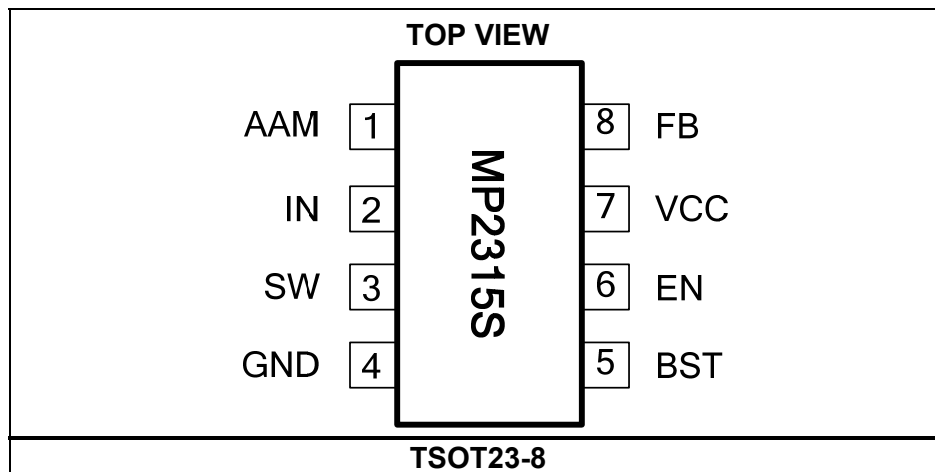 TOP VIEW
AAM 1 8 FB
IN 2 7 VCC
SW 3 6 EN
GND 4 5 BST
MP2315S
TSOT23-8